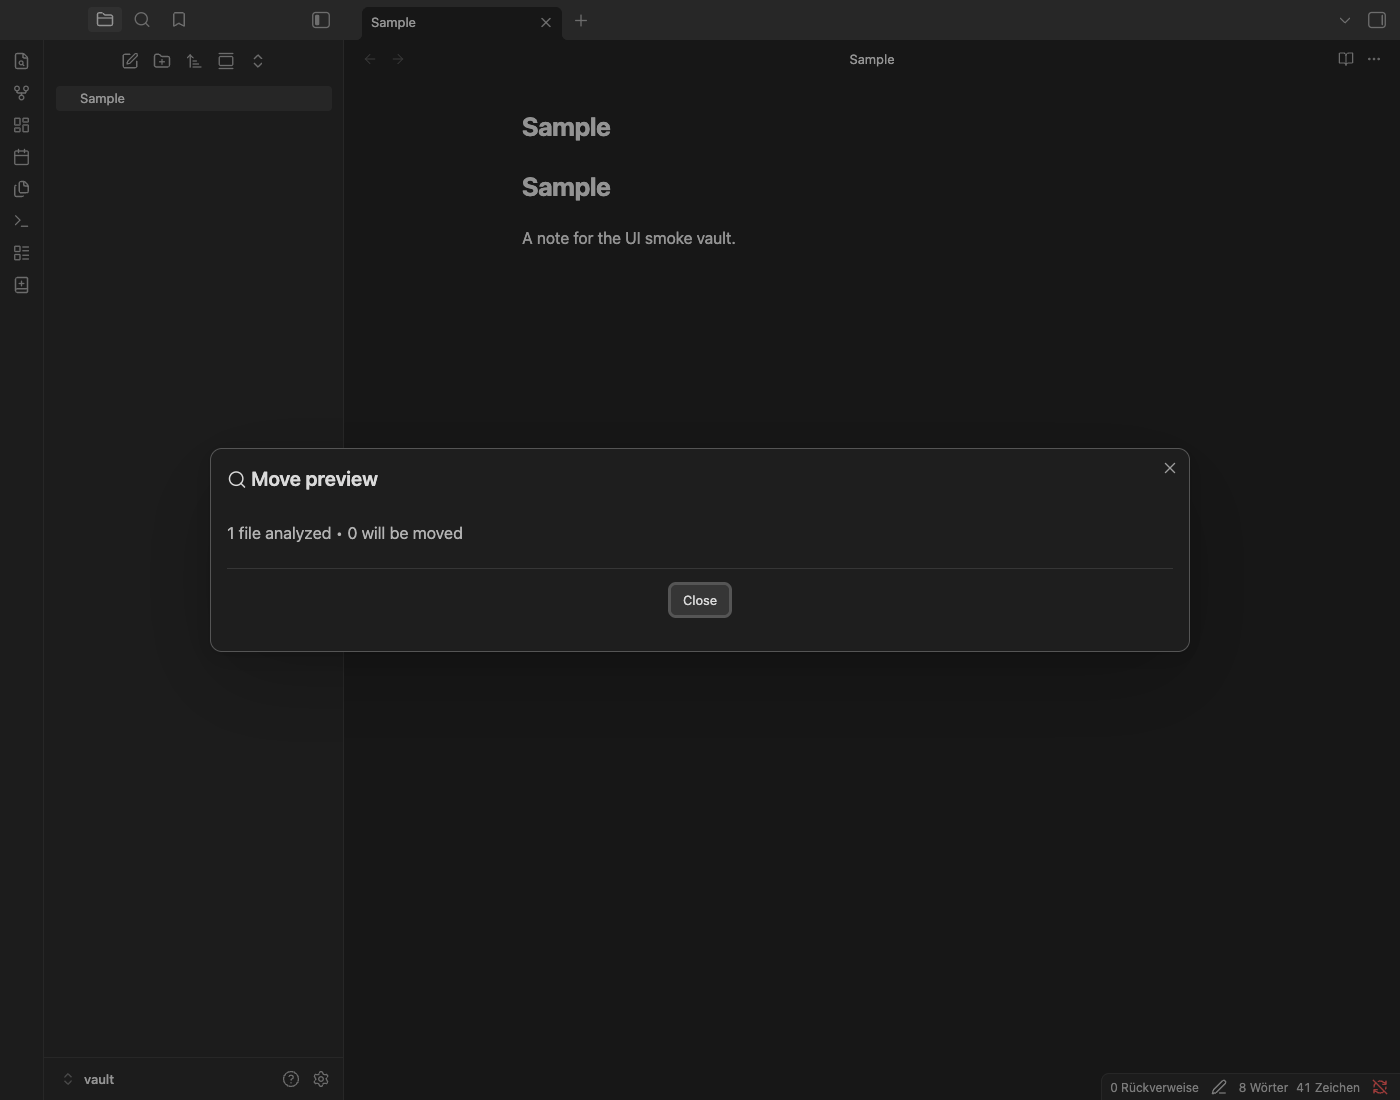 Sample
Sample
Sample
Sample
Sample
A note for the UI smoke vault.
Move preview
1 file analyzed • 0 will be moved
Close
vault
0 Rückverweise 8 Wörter 41 Zeichen